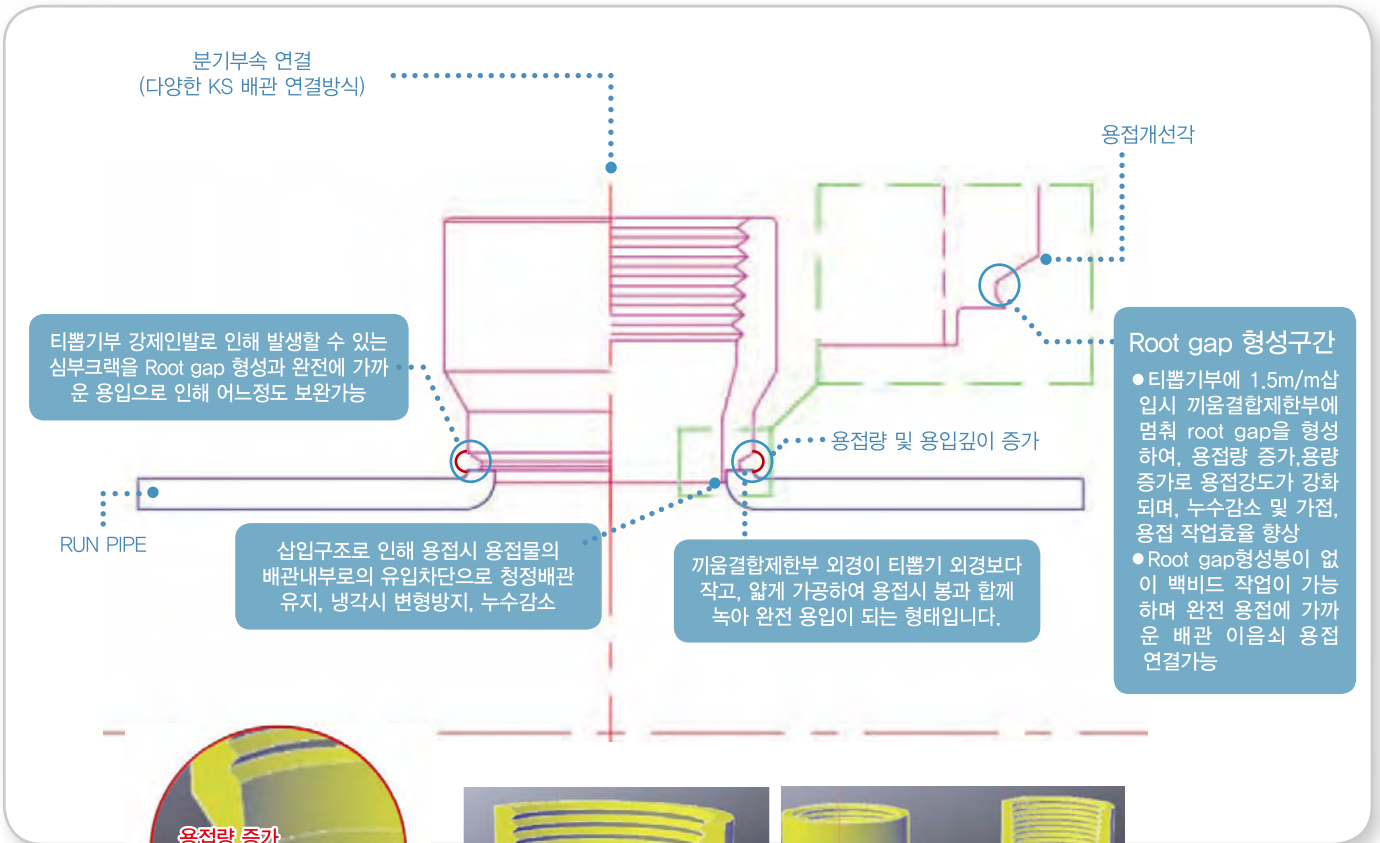 분기부속 연결
(다양한 KS 배관 연결방식)
용접개선각
티뽑기부 강제인발로 인해 발생할 수 있는
심부크랙을 Root gap 형성과 완전에 가까
운 용입으로 인해 어느정도 보완가능
Root gap 형성구간
●티뽑기부에 1.5m/m삽
입시 끼움결합제한부에
멈춰 root gap을 형성
하여, 용접량 증가,용량
증가로 용접강도가 강화
되며, 누수감소 및 가접,
용접 작업효율 향상
●Root gap형성봉이 없
이 백비드 작업이 가능
하며 완전 용접에 가까
운 배관 이음쇠 용접
연결가능
용접량 및 용입깊이 증가
RUN PIPE
삽입구조로 인해 용접시 용접물의
배관내부로의 유입차단으로 청정배관
유지, 냉각시 변형방지, 누수감소
끼움결합제한부 외경이 티뽑기 외경보다
작고, 얇게 가공하여 용접시 봉과 함께
녹아 완전 용입이 되는 형태입니다.
용접량 증가